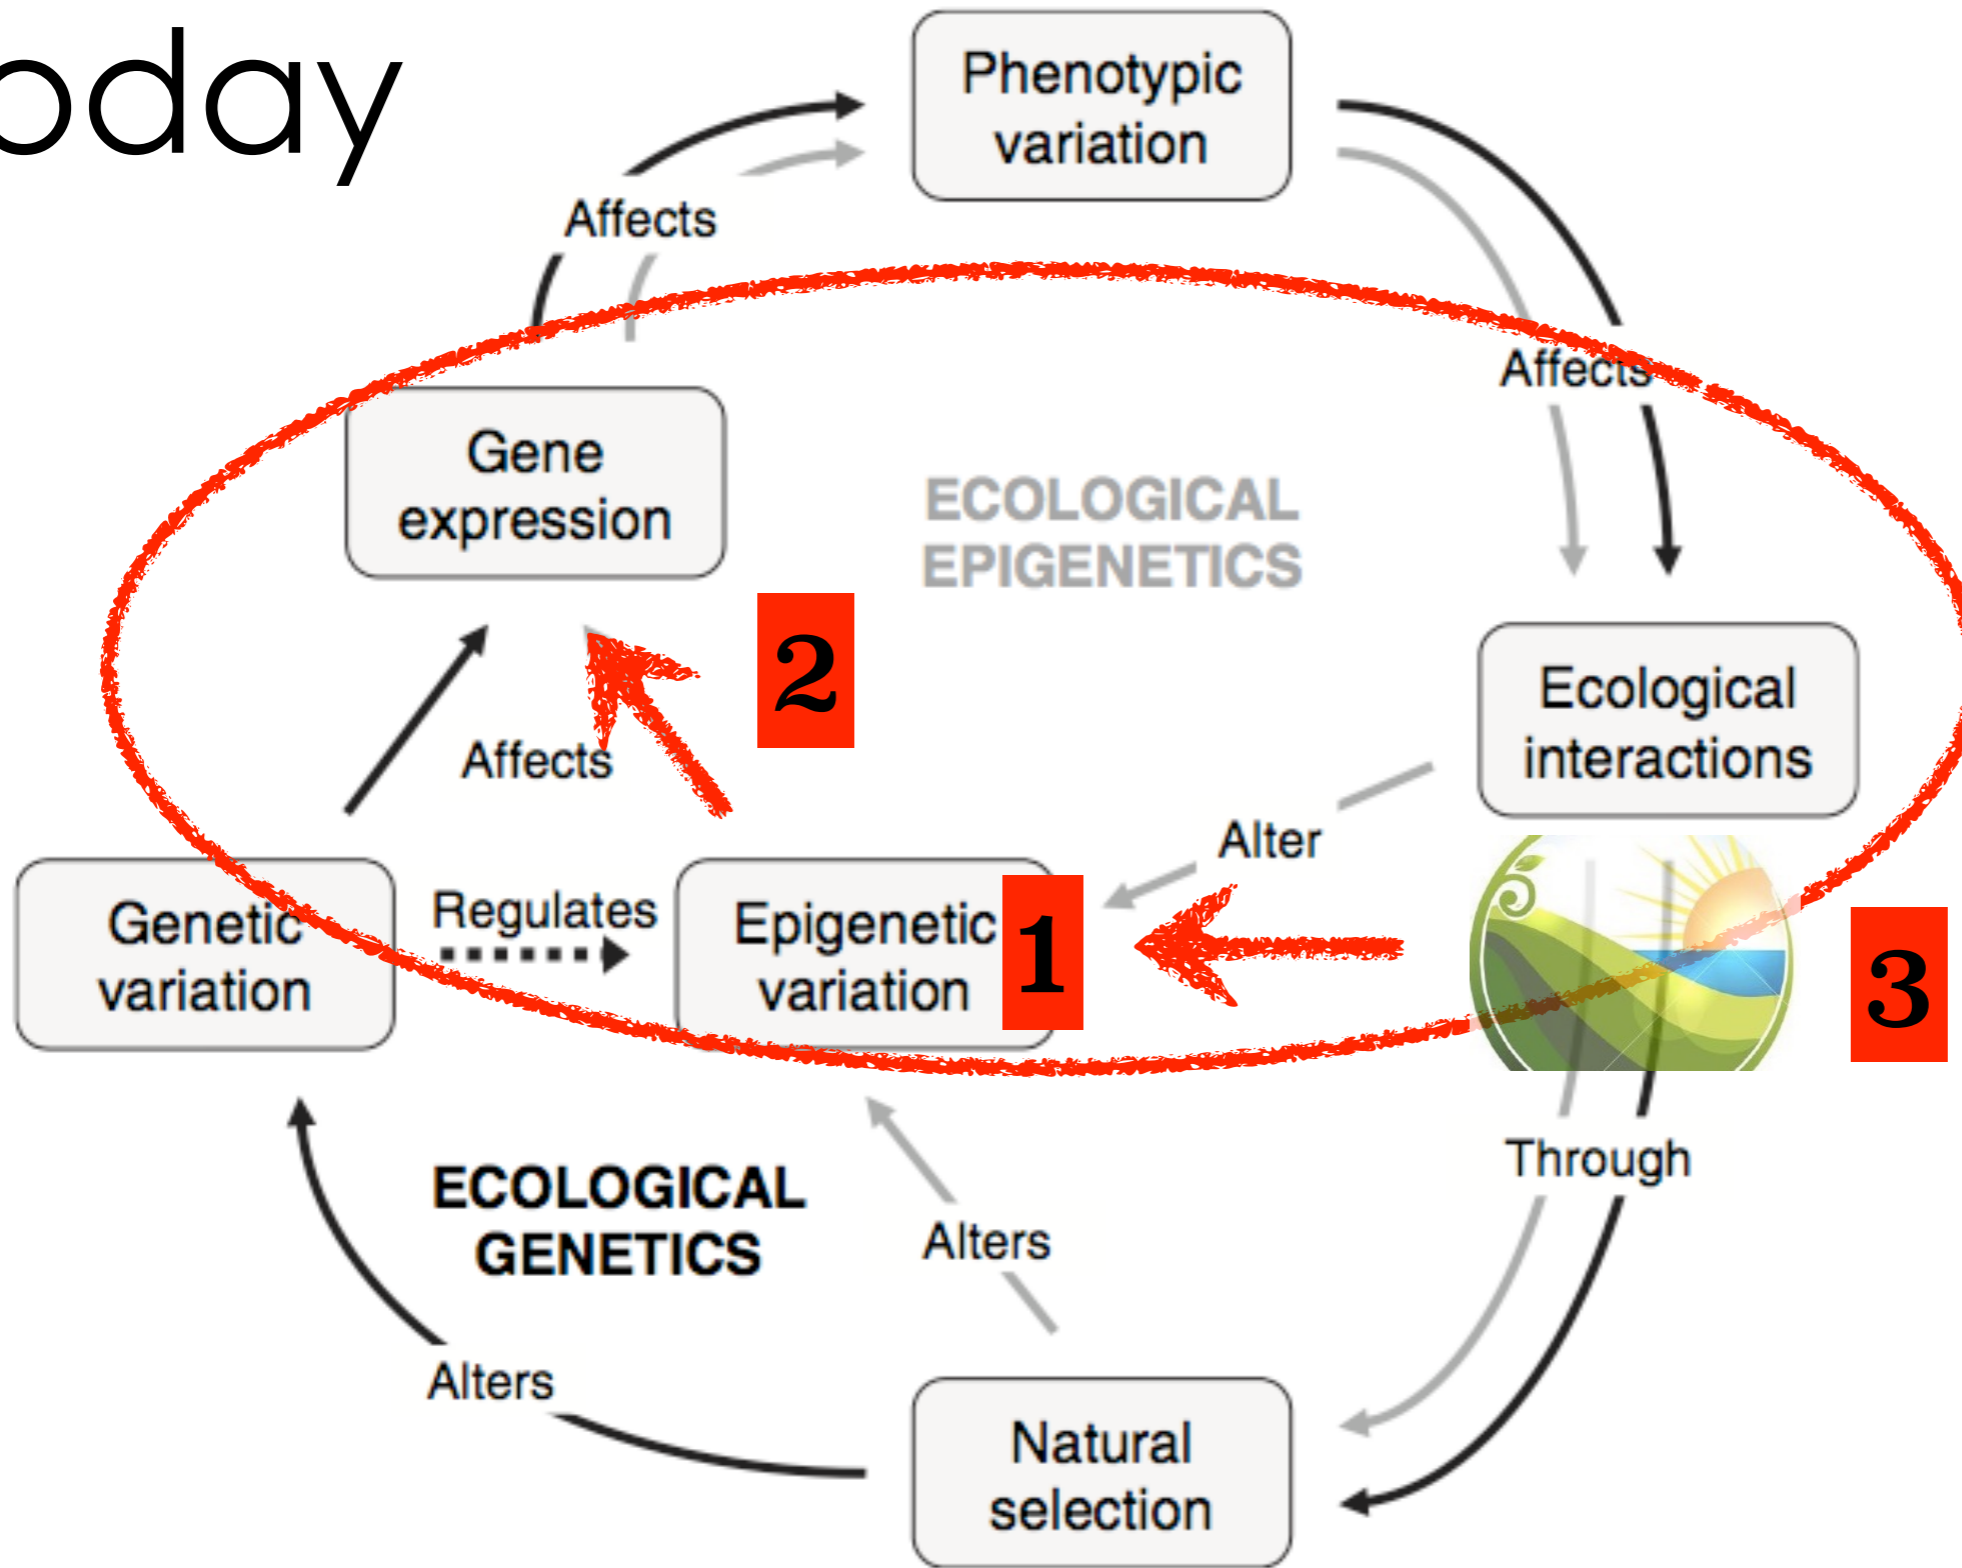 oday
Phenotypic
variation
Affects
Affects
Gene
expression
ECOLOGICAL
EPIGENETICS
2
Ecological
interactions
Affects
Alter
Genetic
variation
Regulates
Epigenetic
variation
1
3
Through
ECOLOGICAL
GENETICS
Alters
Alters
Natural
selection